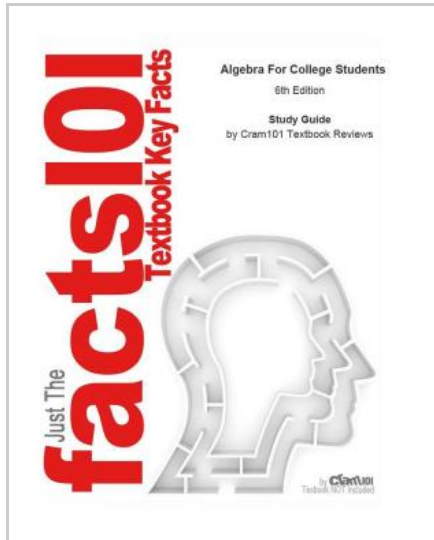 Algebra For College Students
6th Edition
Study Guide
by Cram101 Textbook Reviews
Just The
facts101
Textbook Key Facts
by Cram101
Textbook NOT Included